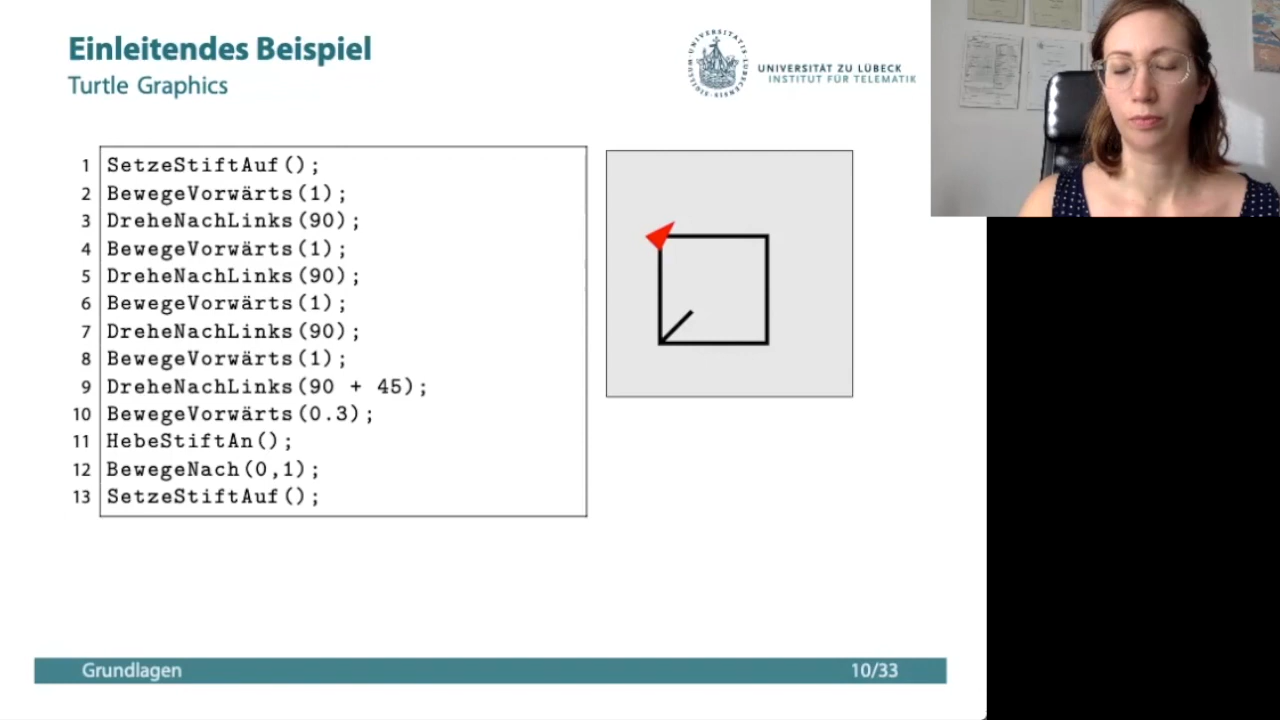 Einleitendes Beispiel
Turtle Graphics
UNIVERSITÄT ZU LÜBECK
INSTITUT FÜR TELEMATIK
1 SetzeStiftAuf();
2 BewegeVorwärts(1);
3 DreheNachLinks(90);
4 BewegeVorwärts(1);
5 DreheNachLinks(90);
6 BewegeVorwärts(1);
7 DreheNachLinks(90);
8 BewegeVorwärts(1);
9 DreheNachLinks(90 + 45);
10 BewegeVorwärts(0.3);
11 HebeStiftAn();
12 BewegeNach(0,1);
13 SetzeStiftAuf();
Grundlagen
10/33